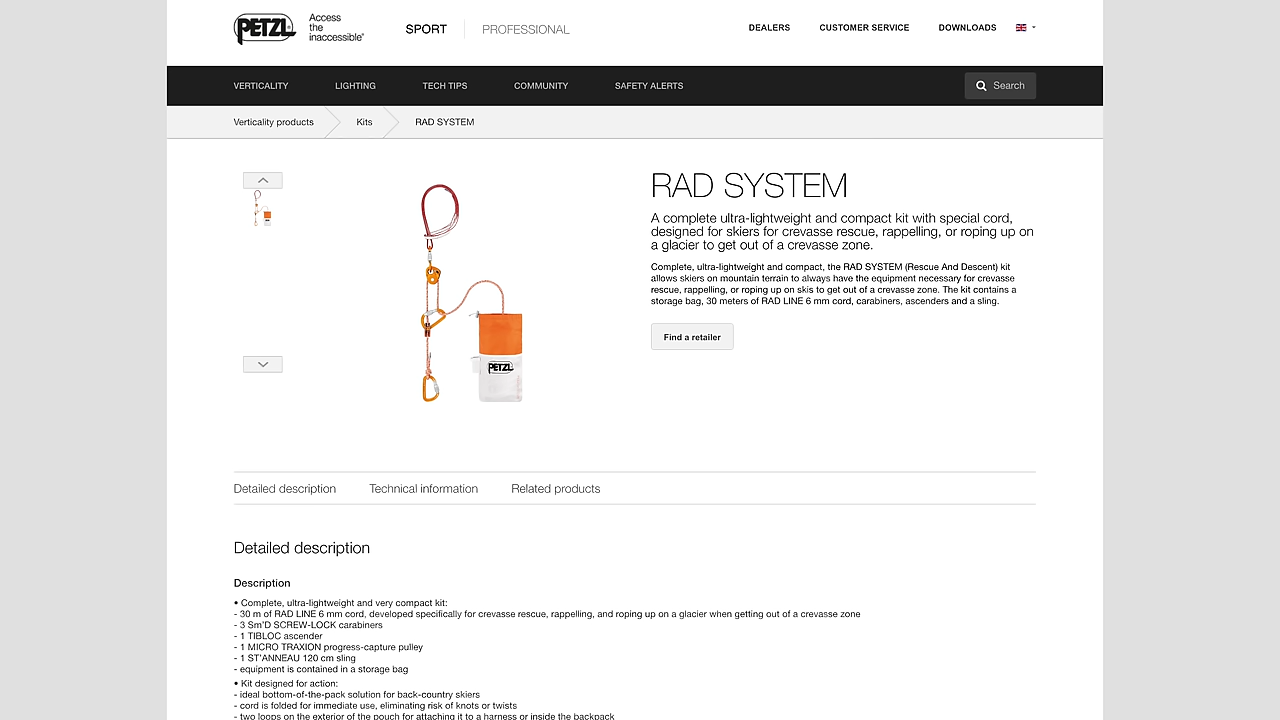 PETZL
Access
the
inaccessible®
SPORT
PROFESSIONAL
DEALERS
CUSTOMER SERVICE
DOWNLOADS
VERTICALITY
LIGHTING
TECH TIPS
COMMUNITY
SAFETY ALERTS
Search
Verticality products
Kits
RAD SYSTEM
PETZL
RAD SYSTEM
A complete ultra-lightweight and compact kit with special cord,
designed for skiers for crevasse rescue, rappelling, or roping up on
a glacier to get out of a crevasse zone.
Complete, ultra-lightweight and compact, the RAD SYSTEM (Rescue And Descent) kit
allows skiers on mountain terrain to always have the equipment necessary for crevasse
rescue, rappelling, or roping up on skis to get out of a crevasse zone. The kit contains a
storage bag, 30 meters of RAD LINE 6 mm cord, carabiners, ascenders and a sling.
Find a retailer
Detailed description
Technical information
Related products
Detailed description
Description
• Complete, ultra-lightweight and very compact kit:
- 30 m of RAD LINE 6 mm cord, developed specifically for crevasse rescue, rappelling, and roping up on a glacier when getting out of a crevasse zone
- 3 Sm'D SCREW-LOCK carabiners
- 1 TIBLOC ascender
- 1 MICRO TRAXION progress-capture pulley
- 1 ST'ANNEAU 120 cm sling
- equipment is contained in a storage bag
• Kit designed for action:
- ideal bottom-of-the-pack solution for back-country skiers
- cord is folded for immediate use, eliminating risk of knots or twists
- two loops on the exterior of the pouch for attaching it to a harness or inside the backpack